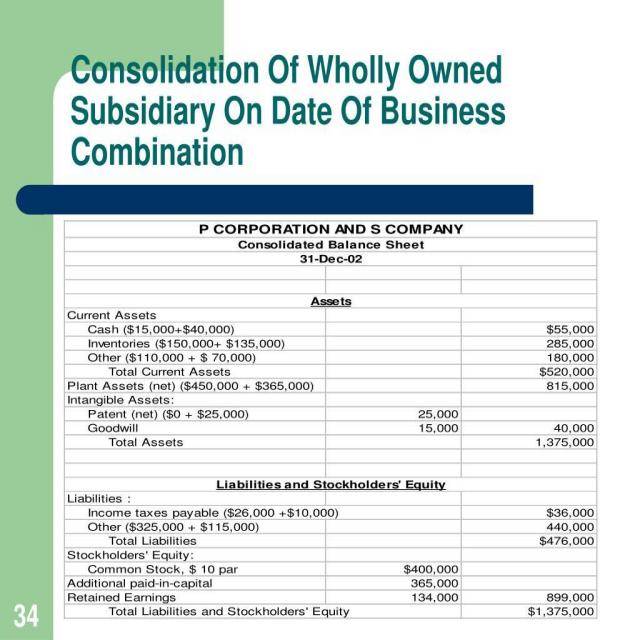 Consolidation Of Wholly Owned
Subsidiary On Date Of Business
Combination
P CORPORATION AND S COMPANY
Consolidated Balance Sheet
31-Dec-02
Assets
Current Assets
Cash ($15,000+$40,000) $55,000
Inventories ($150,000+ $135,000) 285,000
Other ($110,000 + $ 70,000) 180,000
Total Current Assets $520,000
Plant Assets (net) ($450,000 + $365,000) 815,000
Intangible Assets:
Patent (net) ($0 + $25,000) 25,000
Goodwill 15,000 40,000
Total Assets 1,375,000
Liabilities and Stockholders' Equity
Liabilities :
Income taxes payable ($26,000 +$10,000) $36,000
Other ($325,000 + $115,000) 440,000
Total Liabilities $476,000
Stockholders' Equity:
Common Stock, $ 10 par $400,000
Additional paid-in-capital 365,000
Retained Earnings 134,000 899,000
Total Liabilities and Stockholders' Equity $1,375,000
34